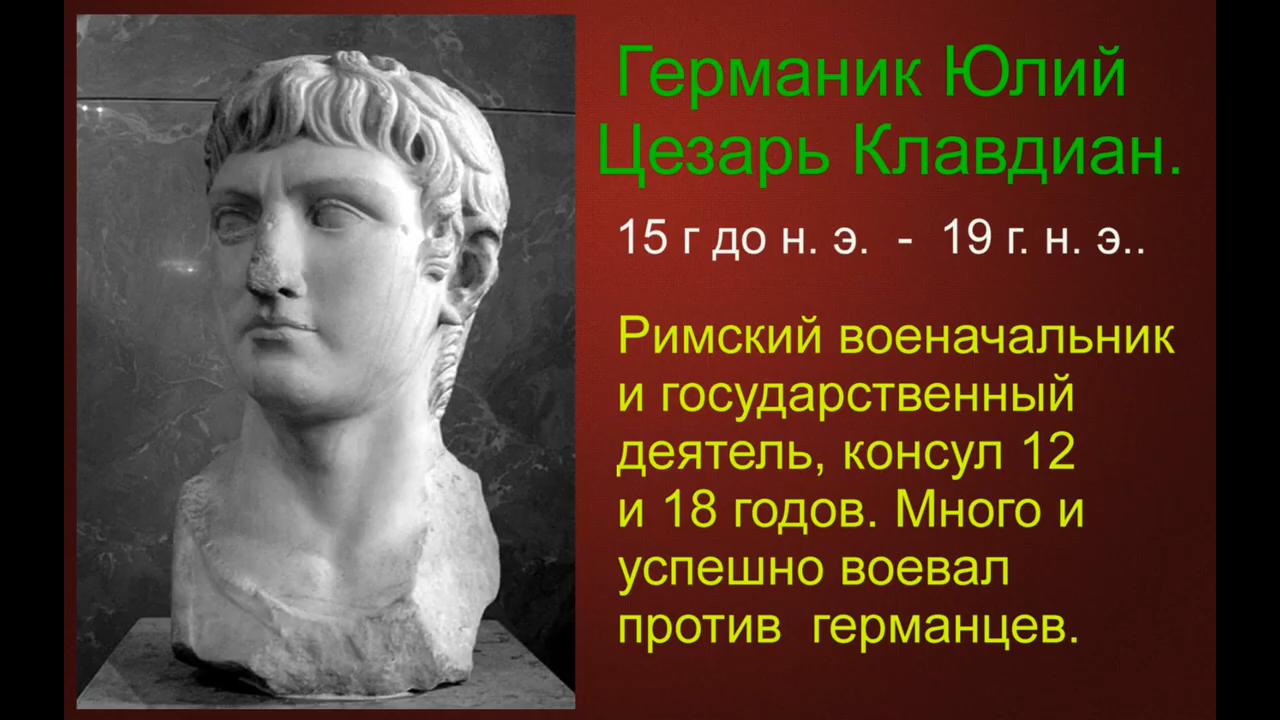 Германик Юлий
Цезарь Клавдиан.
15 г до н. э. - 19 г. н. э..
Римский военачальник
и государственный
деятель, консул 12
и 18 годов. Много и
успешно воевал
против германцев.